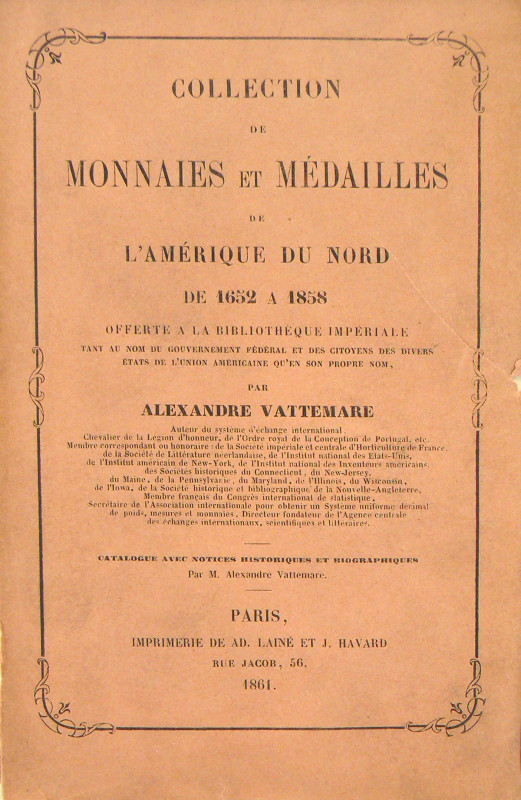 COLLECTION
DE
MONNAIES ET MÉDAILLES
DE
L'AMÉRIQUE DU NORD
DE 1652 A 1858
OFFERTE A LA BIBLIOTHÈQUE IMPÉRIALE
TANT AU NOM DU GOUVERNEMENT FÉDÉRAL ET DES CITOYENS DES DIVERS
ÉTATS DE L'UNION AMÉRICAINE QU'EN SON PROPRE NOM,
PAR
ALEXANDRE VATTEMARE
Auteur du système d'échange international.
Chevalier de la Légion d'honneur, de l'Ordre royal de la Conception de Portugal, etc.
Membre correspondant ou honoraire : de la Société impériale et centrale d'Horticulture de France,
de la Société de Littérature néerlandaise, de l'Institut national des États-Unis,
de l'Institut américain de New-York, de l'Institut national des Inventeurs américains,
des Sociétés historiques du Connecticut, du New-Jersey,
du Maine, de la Pensylvanie, du Maryland, de l'Illinois, du Wisconsin,
de l'Iowa, de la Société historique et bibliographique de la Nouvelle-Angleterre,
Membre français du Congrès international de statistique,
Secrétaire de l'Association internationale pour obtenir un Système uniforme décimal
de poids, mesures et monnaies, Directeur fondateur de l'Agence centrale
des échanges internationaux, scientifiques et littéraires.
CATALOGUE AVEC NOTICES HISTORIQUES ET BIOGRAPHIQUES
Par M. Alexandre Vattemare.
PARIS,
IMPRIMERIE DE AD. LAINÉ ET J. HAVARD
RUE JACOB, 56.
1861.